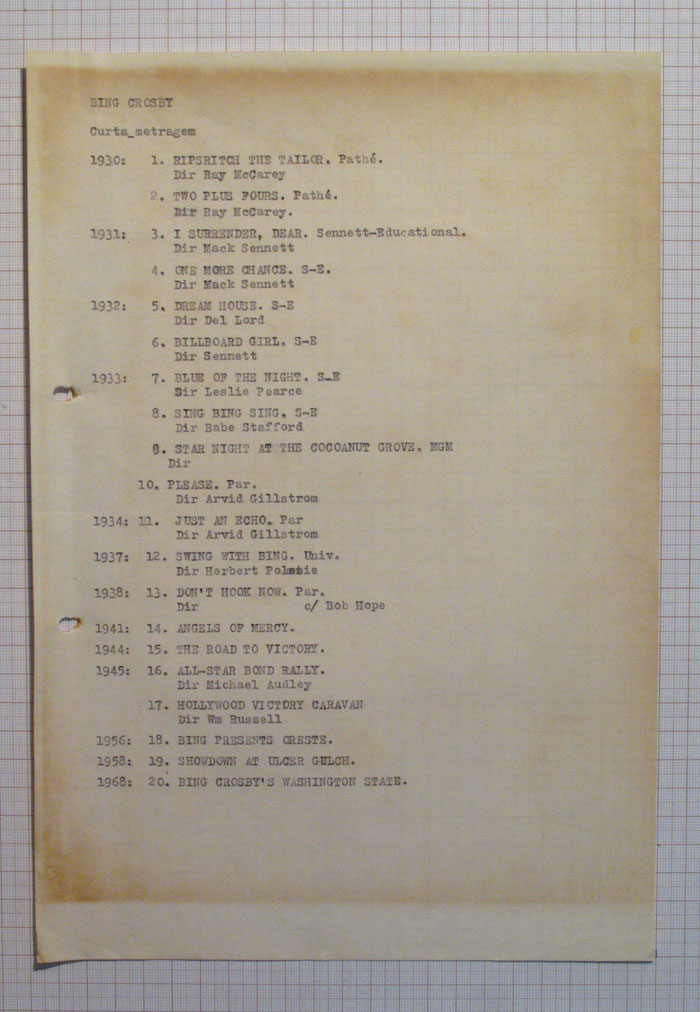 BING CROSBY
Curta_metragem
1930: 1. RIPSRITCH THE TAILOR. Pathé.
Dir Ray McCarey
2. TWO PLUS FOURS. Pathé.
Dir Ray McCarey.
1931: 3. I SURRENDER, DEAR. Sennett-Educational.
Dir Mack Sennett
4. ONE MORE CHANCE. S-E.
Dir Mack Sennett
1932: 5. DREAM HOUSE. S-E
Dir Del Lord
6. BILLBOARD GIRL. S-E
Dir Sennett
1933: 7. BLUE OF THE NIGHT. S-E
Dir Leslie Pearce
8. SING BING SING. S-E
Dir Babe Stafford
9. STAR NIGHT AT THE COCOANUT GROVE. MGM
Dir
10. PLEASE. Par.
Dir Arvid Gillstrom
1934: 11. JUST AN ECHO. Par
Dir Arvid Gillstrom
1937: 12. SWING WITH BING. Univ.
Dir Herbert
1938: 13. DON'T HOOK NOW. Par.
Dir c/ Bob Hope
1941: 14. ANGELS OF MERCY.
1944: 15. THE ROAD TO VICTORY.
1945: 16. ALL-STAR BOND RALLY.
Dir Michael Audley
17. HOLLYWOOD VICTORY CARAVAN
Dir Wm Russell
1956: 18. BING PRESENTS ORESTE.
1958: 19. SHOWDOWN AT ULCER GULCH.
1968: 20. BING CROSBY'S WASHINGTON STATE.